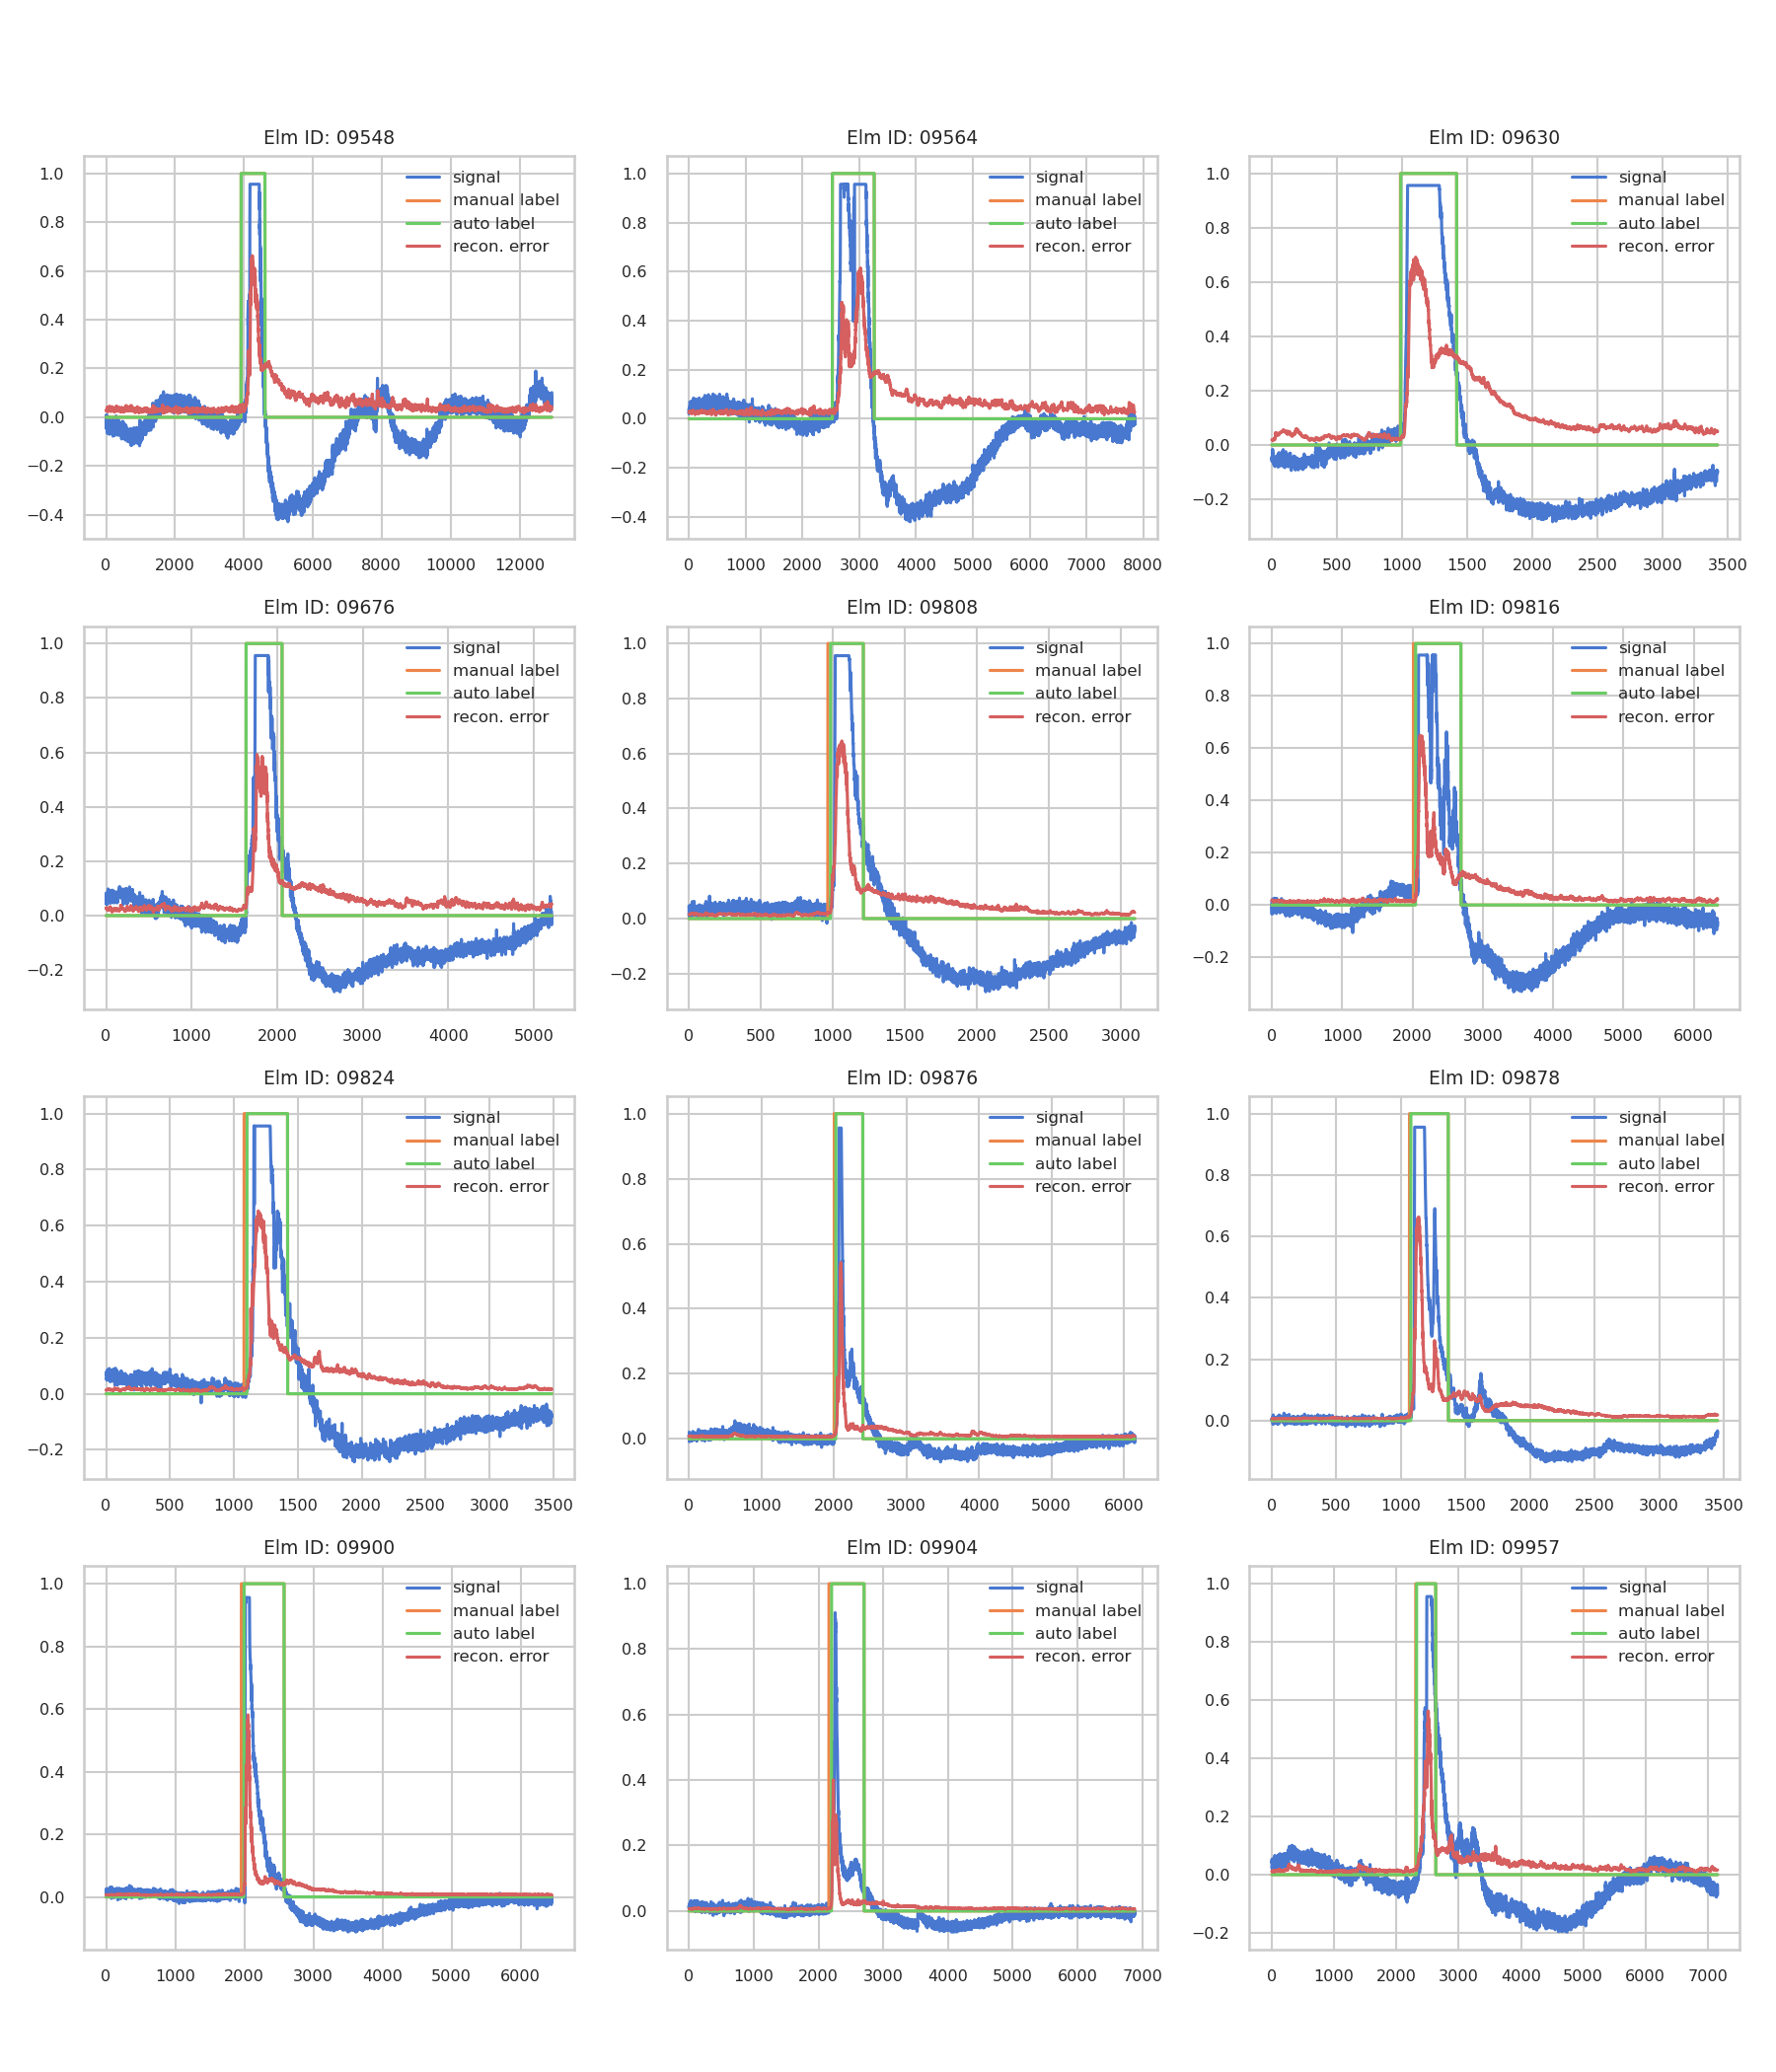 Elm ID: 09548
signal
manual label
auto label
recon. error
1.0
0.8
0.6
0.4
0.2
0.0
−0.2
−0.4
0 2000 4000 6000 8000 10000 12000
Elm ID: 09564
signal
manual label
auto label
recon. error
1.0
0.8
0.6
0.4
0.2
0.0
−0.2
−0.4
0 1000 2000 3000 4000 5000 6000 7000 8000
Elm ID: 09630
signal
manual label
auto label
recon. error
1.0
0.8
0.6
0.4
0.2
0.0
−0.2
0 500 1000 1500 2000 2500 3000 3500
Elm ID: 09676
signal
manual label
auto label
recon. error
1.0
0.8
0.6
0.4
0.2
0.0
−0.2
0 1000 2000 3000 4000 5000
Elm ID: 09808
signal
manual label
auto label
recon. error
1.0
0.8
0.6
0.4
0.2
0.0
−0.2
0 500 1000 1500 2000 2500 3000
Elm ID: 09816
signal
manual label
auto label
recon. error
1.0
0.8
0.6
0.4
0.2
0.0
−0.2
0 1000 2000 3000 4000 5000 6000
Elm ID: 09824
signal
manual label
auto label
recon. error
1.0
0.8
0.6
0.4
0.2
0.0
−0.2
0 500 1000 1500 2000 2500 3000 3500
Elm ID: 09876
signal
manual label
auto label
recon. error
1.0
0.8
0.6
0.4
0.2
0.0
0 1000 2000 3000 4000 5000 6000
Elm ID: 09878
signal
manual label
auto label
recon. error
1.0
0.8
0.6
0.4
0.2
0.0
0 500 1000 1500 2000 2500 3000 3500
Elm ID: 09900
signal
manual label
auto label
recon. error
1.0
0.8
0.6
0.4
0.2
0.0
0 1000 2000 3000 4000 5000 6000
Elm ID: 09904
signal
manual label
auto label
recon. error
1.0
0.8
0.6
0.4
0.2
0.0
0 1000 2000 3000 4000 5000 6000 7000
Elm ID: 09957
signal
manual label
auto label
recon. error
1.0
0.8
0.6
0.4
0.2
0.0
−0.2
0 1000 2000 3000 4000 5000 6000 7000